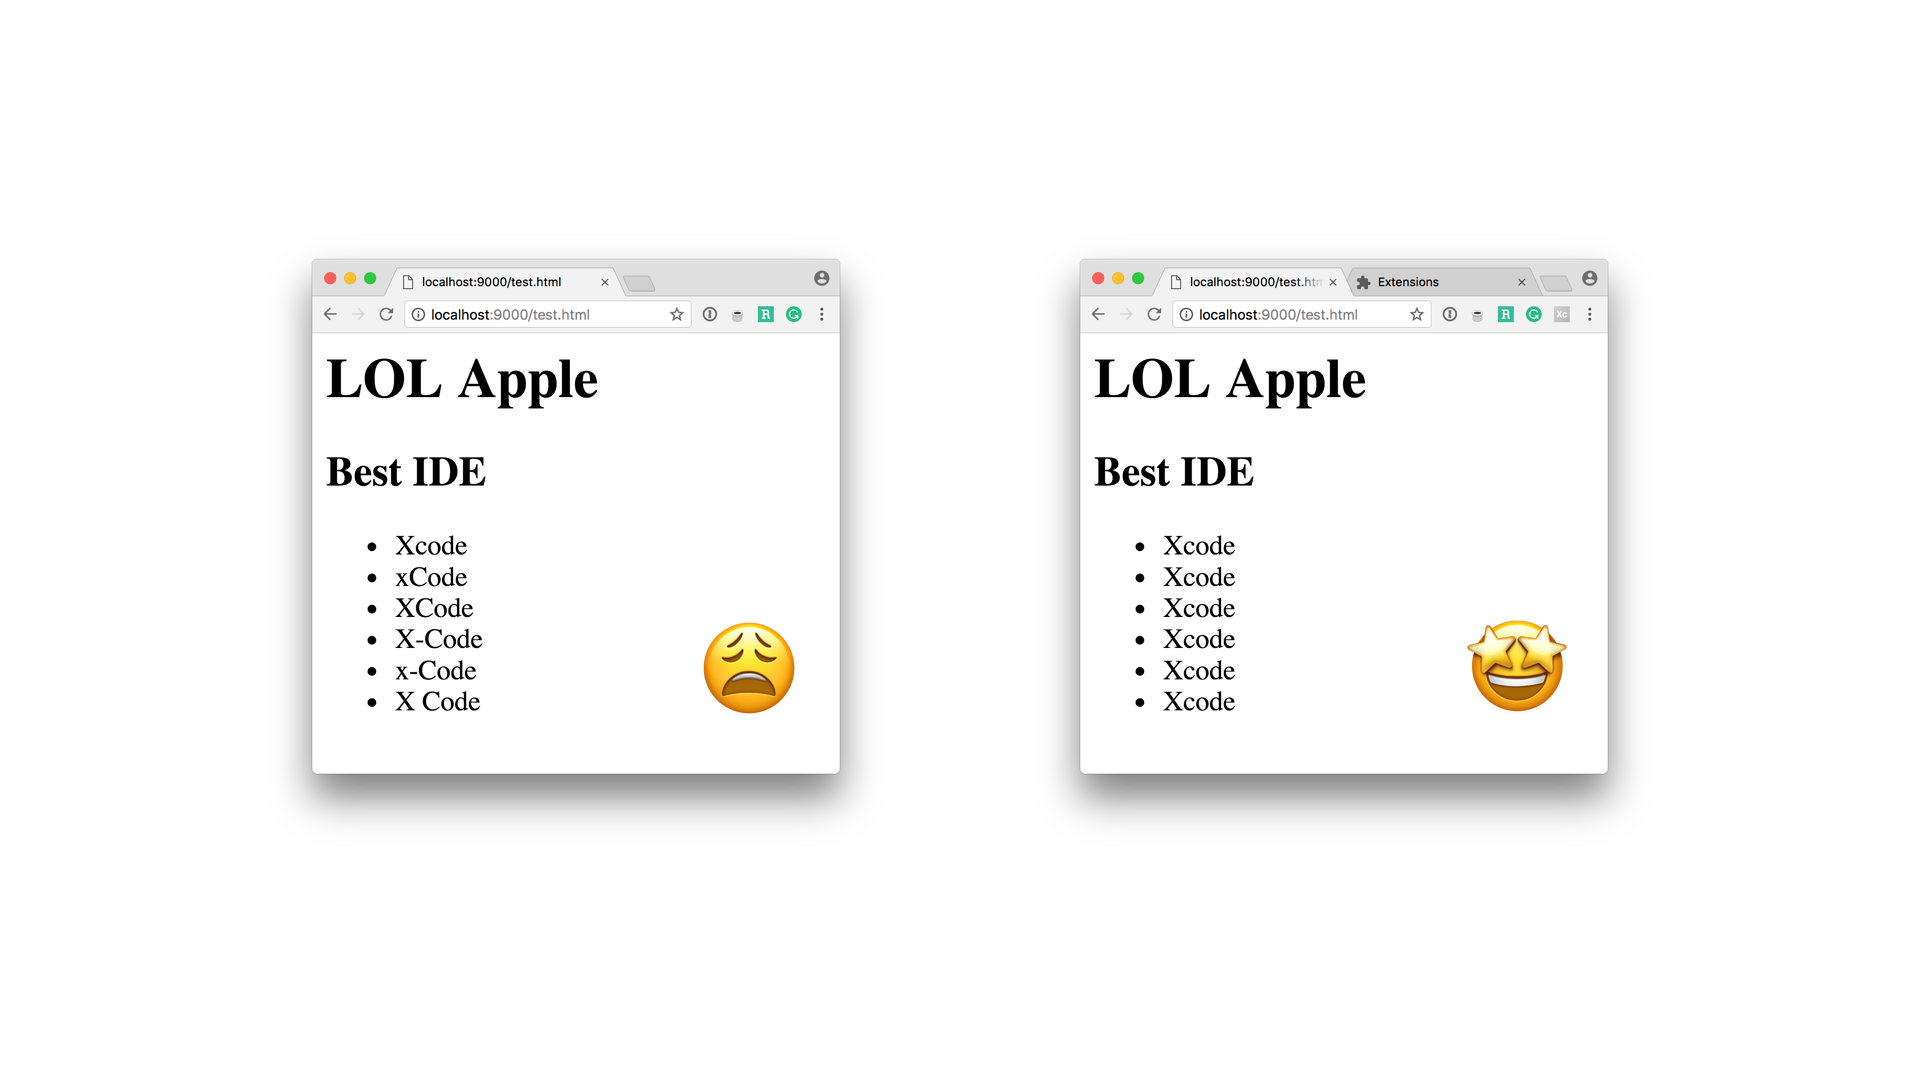 localhost:9000/test.html
localhost:9000/test.html
R
LOL Apple
Best IDE
Xcode
xCode
XCode
X-Code
x-Code
X Code
localhost:9000/test.htm
Extensions
localhost:9000/test.html
R
Xc
LOL Apple
Best IDE
Xcode
Xcode
Xcode
Xcode
Xcode
Xcode